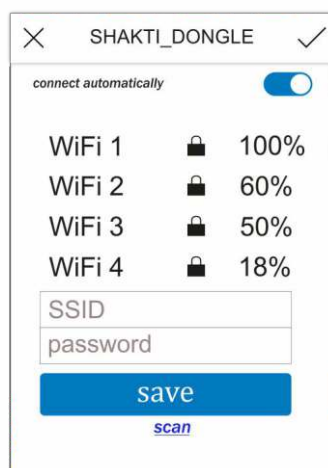 SHAKTI_DONGLE
connect automatically
WiFi 1 100%
WiFi 2 60%
WiFi 3 50%
WiFi 4 18%
SSID
password
save
scan